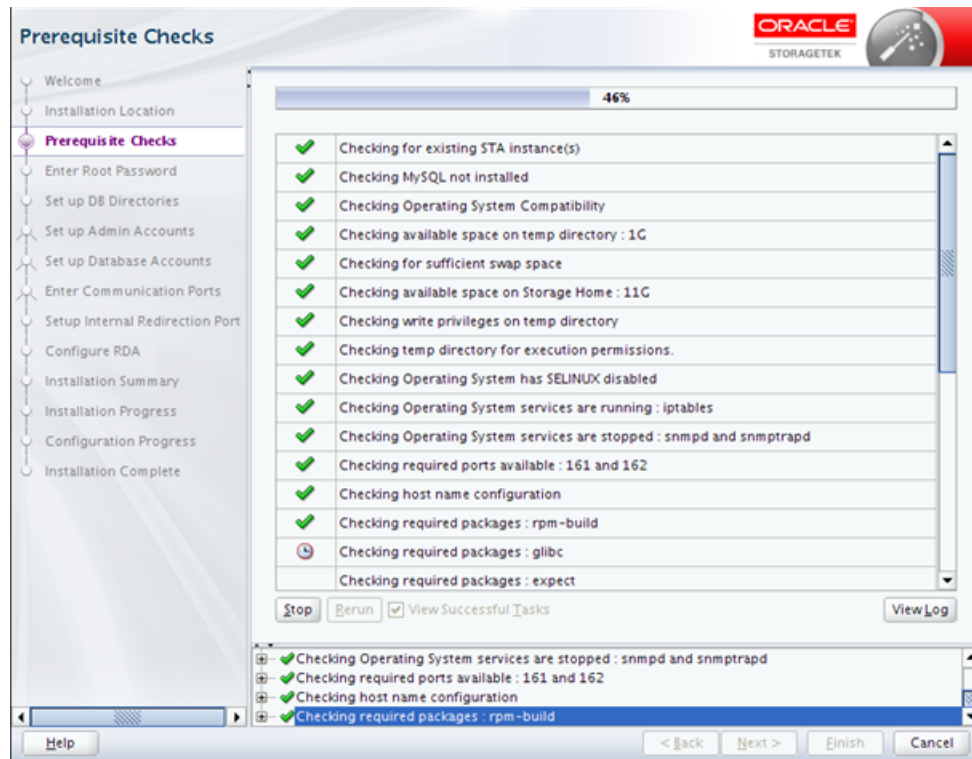 Prerequisite Checks
ORACLE
STORAGETEK
Welcome
Installation Location
Prerequisite Checks
Enter Root Password
Set up DB Directories
Set up Admin Accounts
Set up Database Accounts
Enter Communication Ports
Setup Internal Redirection Port
Configure RDA
Installation Summary
Installation Progress
Configuration Progress
Installation Complete
46%
Checking for existing STA instance(s)
Checking MySQL not installed
Checking Operating System Compatibility
Checking available space on temp directory : 1G
Checking for sufficient swap space
Checking available space on Storage Home : 11G
Checking write privileges on temp directory
Checking temp directory for execution permissions.
Checking Operating System has SELINUX disabled
Checking Operating System services are running : iptables
Checking Operating System services are stopped : snmpd and snmptrapd
Checking required ports available : 161 and 162
Checking host name configuration
Checking required packages : rpm-build
Checking required packages : glibc
Checking required packages : expect
Stop Rerun View Successful Tasks View Log
Checking Operating System services are stopped : snmpd and snmptrapd
Checking required ports available : 161 and 162
Checking host name configuration
Checking required packages : rpm-build
Help < Back Next > Finish Cancel